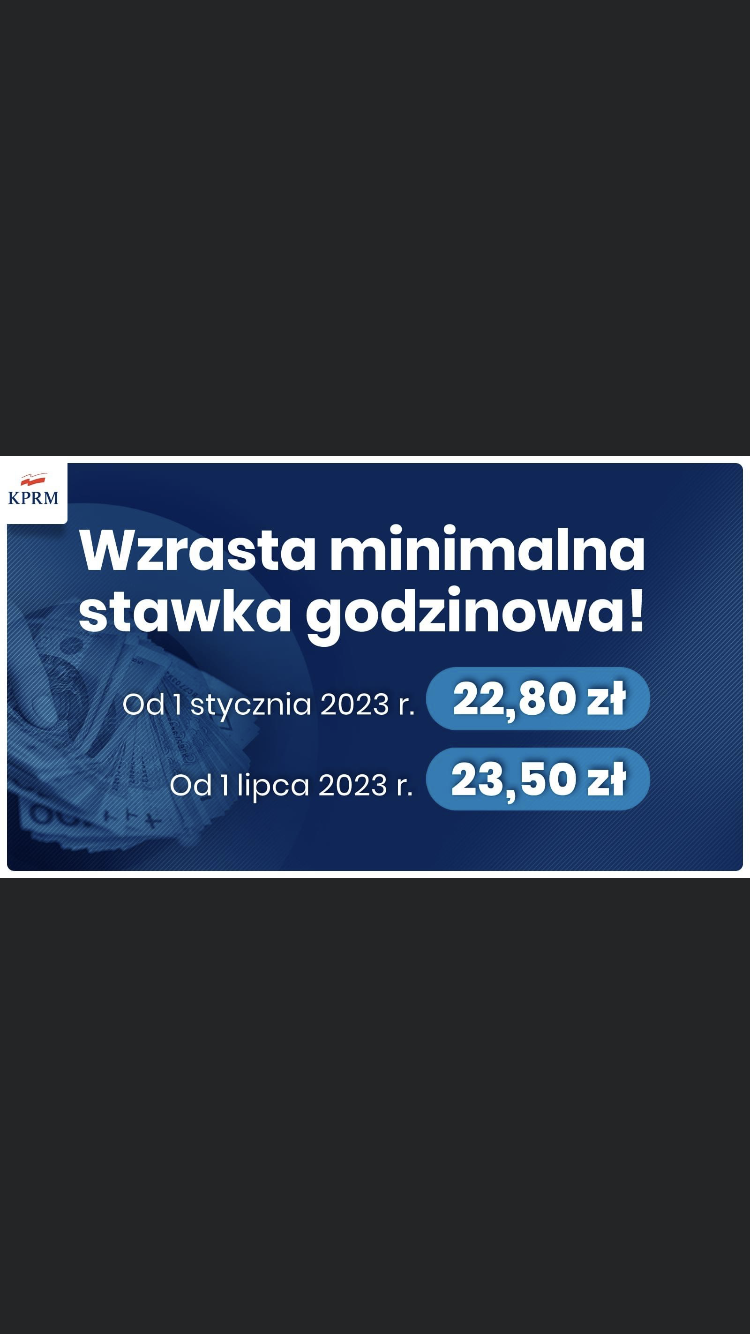 KPRM
Wzrasta minimalna
stawka godzinowa!
Od 1 stycznia 2023 r. 22,80 zł
Od 1 lipca 2023 r. 23,50 zł